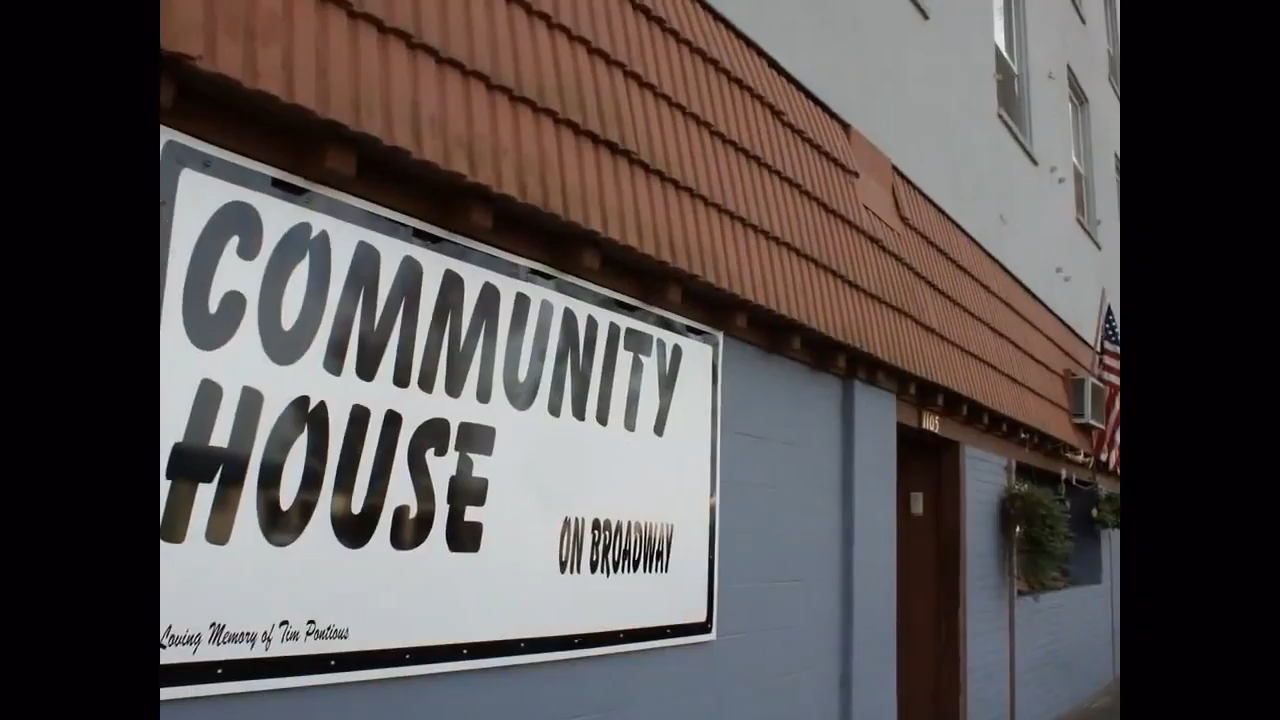 COMMUNITY
HOUSE
ON BROADWAY
Loving Memory of Tim Pontious
1105